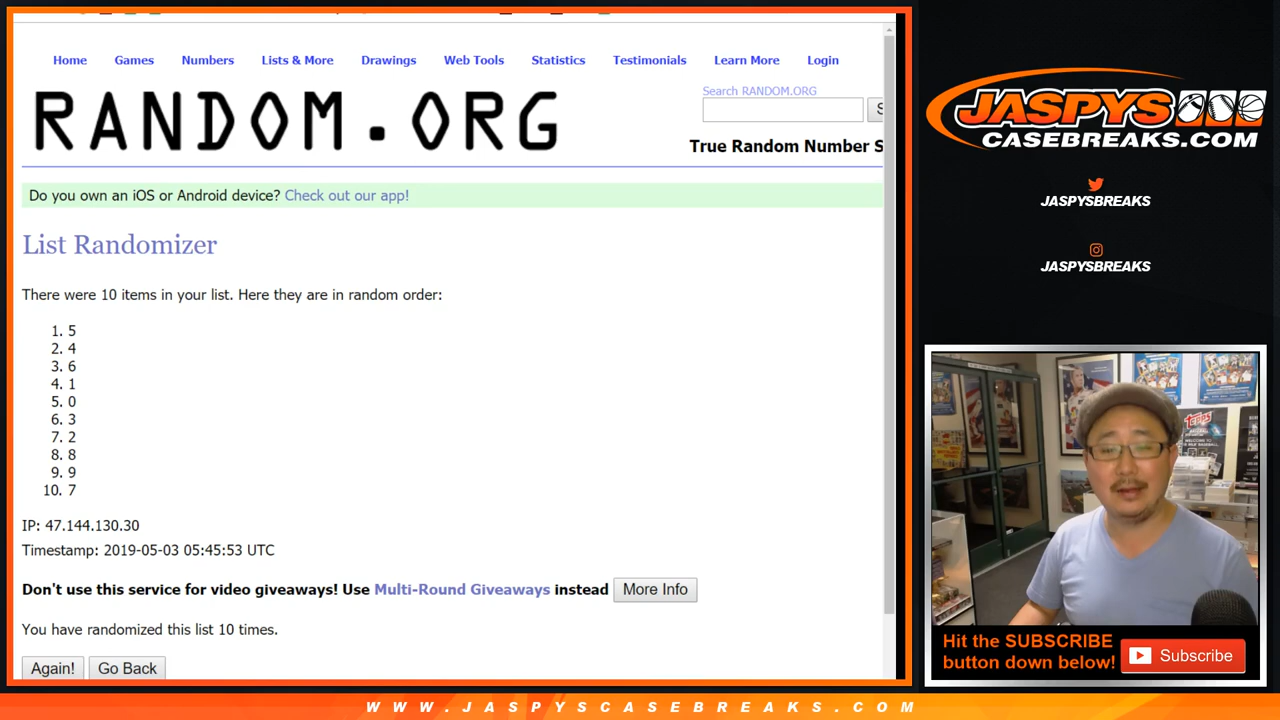 Home Games Numbers Lists & More Drawings Web Tools Statistics Testimonials Learn More Login
RANDOM.ORG
Search RANDOM.ORG
S
True Random Number S
Do you own an iOS or Android device? Check out our app!
List Randomizer
There were 10 items in your list. Here they are in random order:
1. 5
2. 4
3. 6
4. 1
5. 0
6. 3
7. 2
8. 8
9. 9
10. 7
IP: 47.144.130.30
Timestamp: 2019-05-03 05:45:53 UTC
Don't use this service for video giveaways! Use Multi-Round Giveaways instead More Info
You have randomized this list 10 times.
Again! Go Back
JASPYS
CASEBREAKS.COM
JASPYSBREAKS
JASPYSBREAKS
Topps
Hit the SUBSCRIBE
button down below!
Subscribe
WWW.JASPYSCASEBREAKS.COM